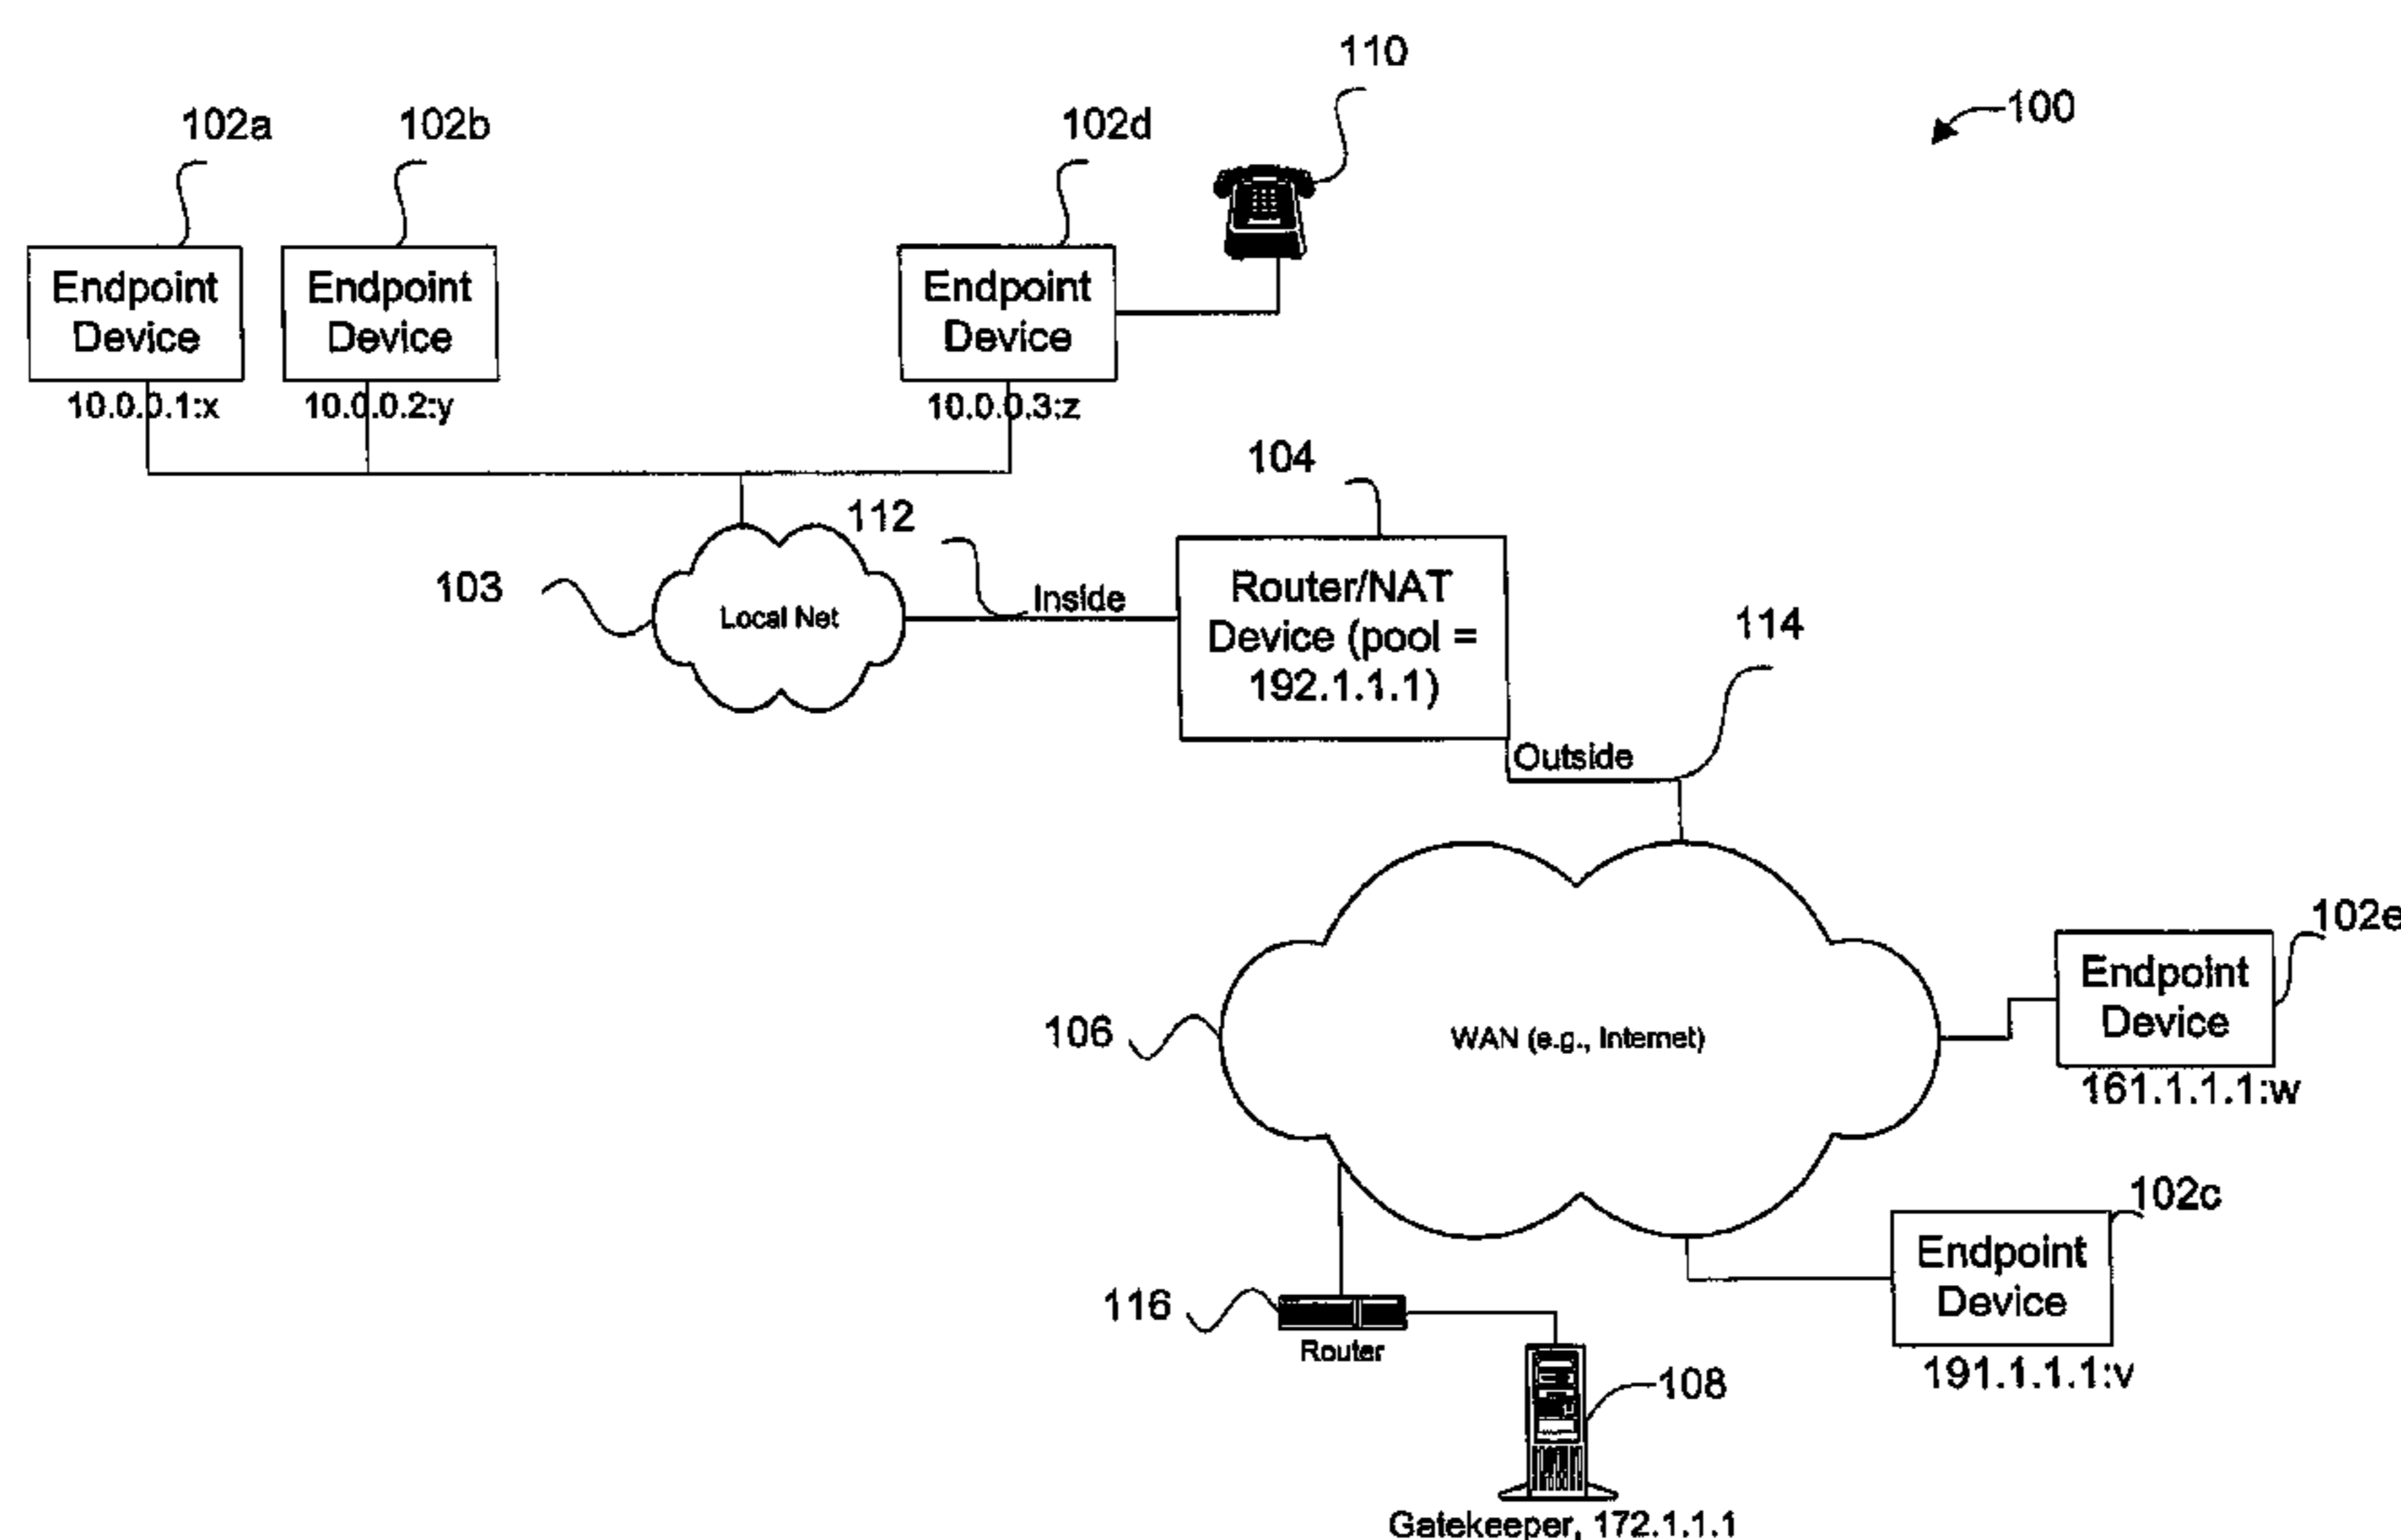 110
100
102a
102b
102d
Endpoint
Device
10.0.0.1:x
Endpoint
Device
10.0.0.2:y
Endpoint
Device
10.0.0.3:z
104
112
103
Local Net
Inside
Router/NAT
Device (pool =
192.1.1.1)
114
Outside
102e
Endpoint
Device
161.1.1.1:w
106
WAN (e.g., Internet)
102c
Endpoint
Device
191.1.1.1:v
116
Router
108
Gatekeeper, 172.1.1.1